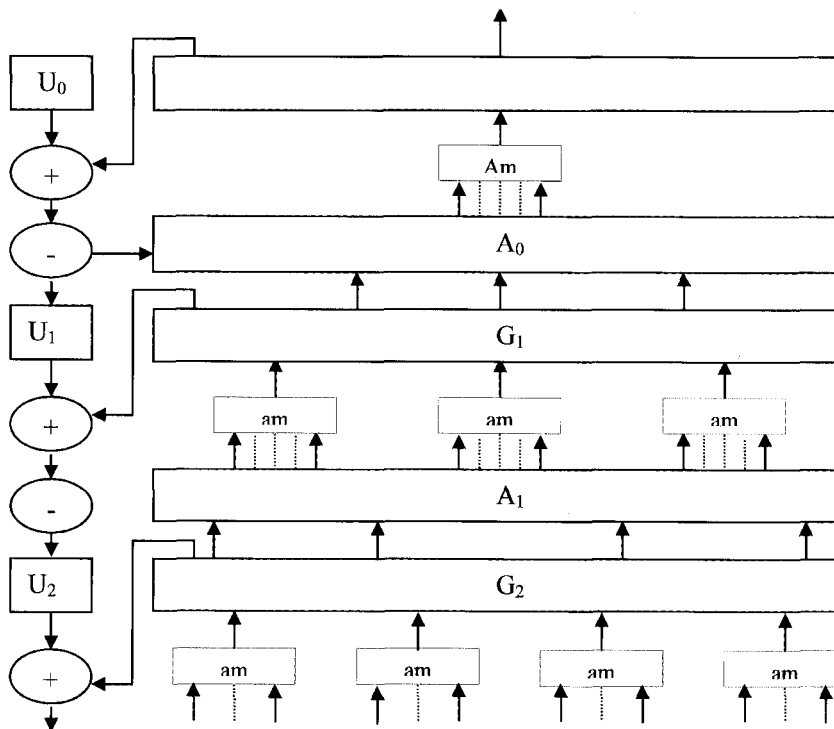 U₀
+
Am
-
A₀
U₁
G₁
+
am am am
-
A₁
U₂
G₂
+
am am am am